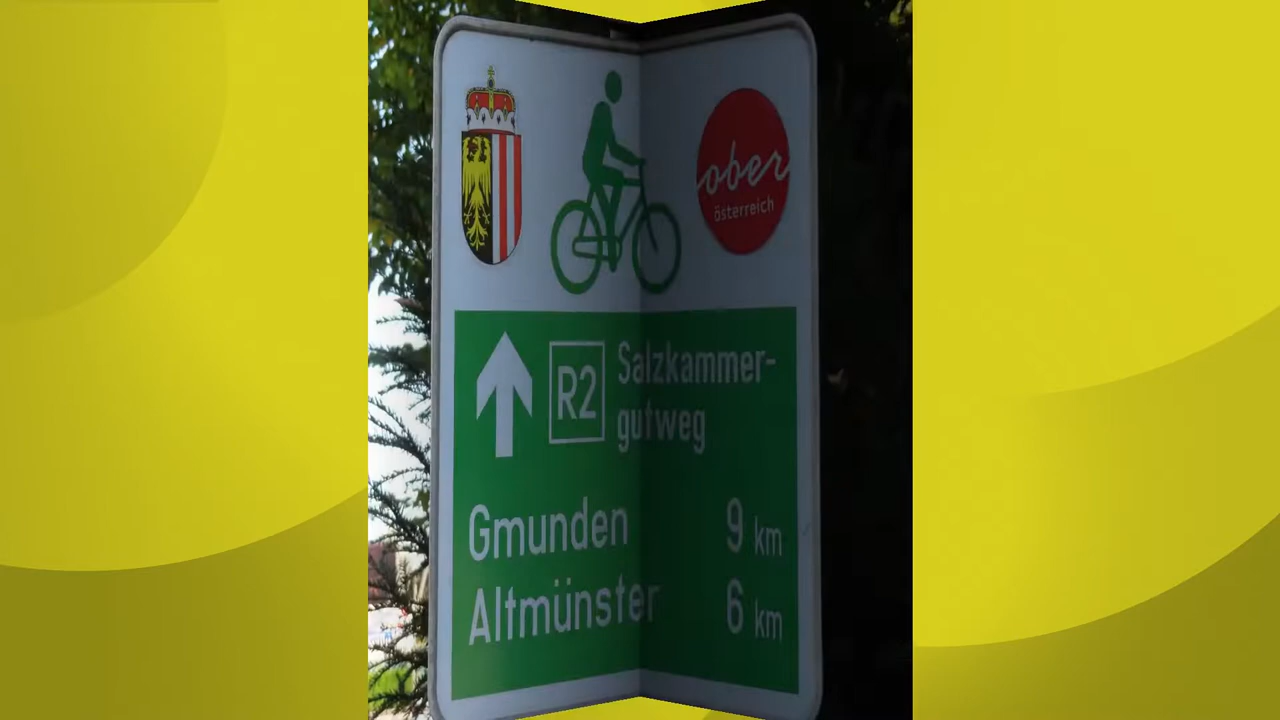 ober
österreich
R2 Salzkammer-
gutweg
Gmunden 9 km
Altmünster 6 km